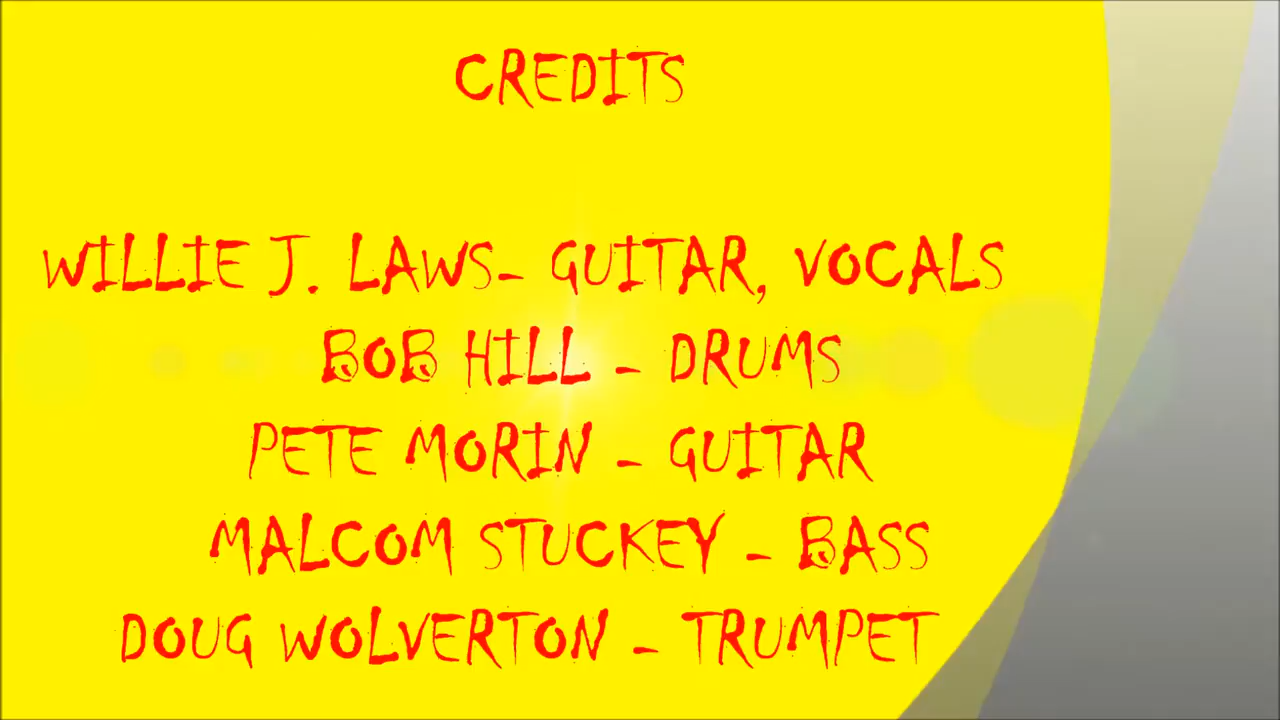 CREDITS
WILLIE J. LAWS- GUITAR, VOCALS
BOB HILL - DRUMS
PETE MORIN - GUITAR
MALCOM STUCKEY - BASS
DOUG WOLVERTON - TRUMPET